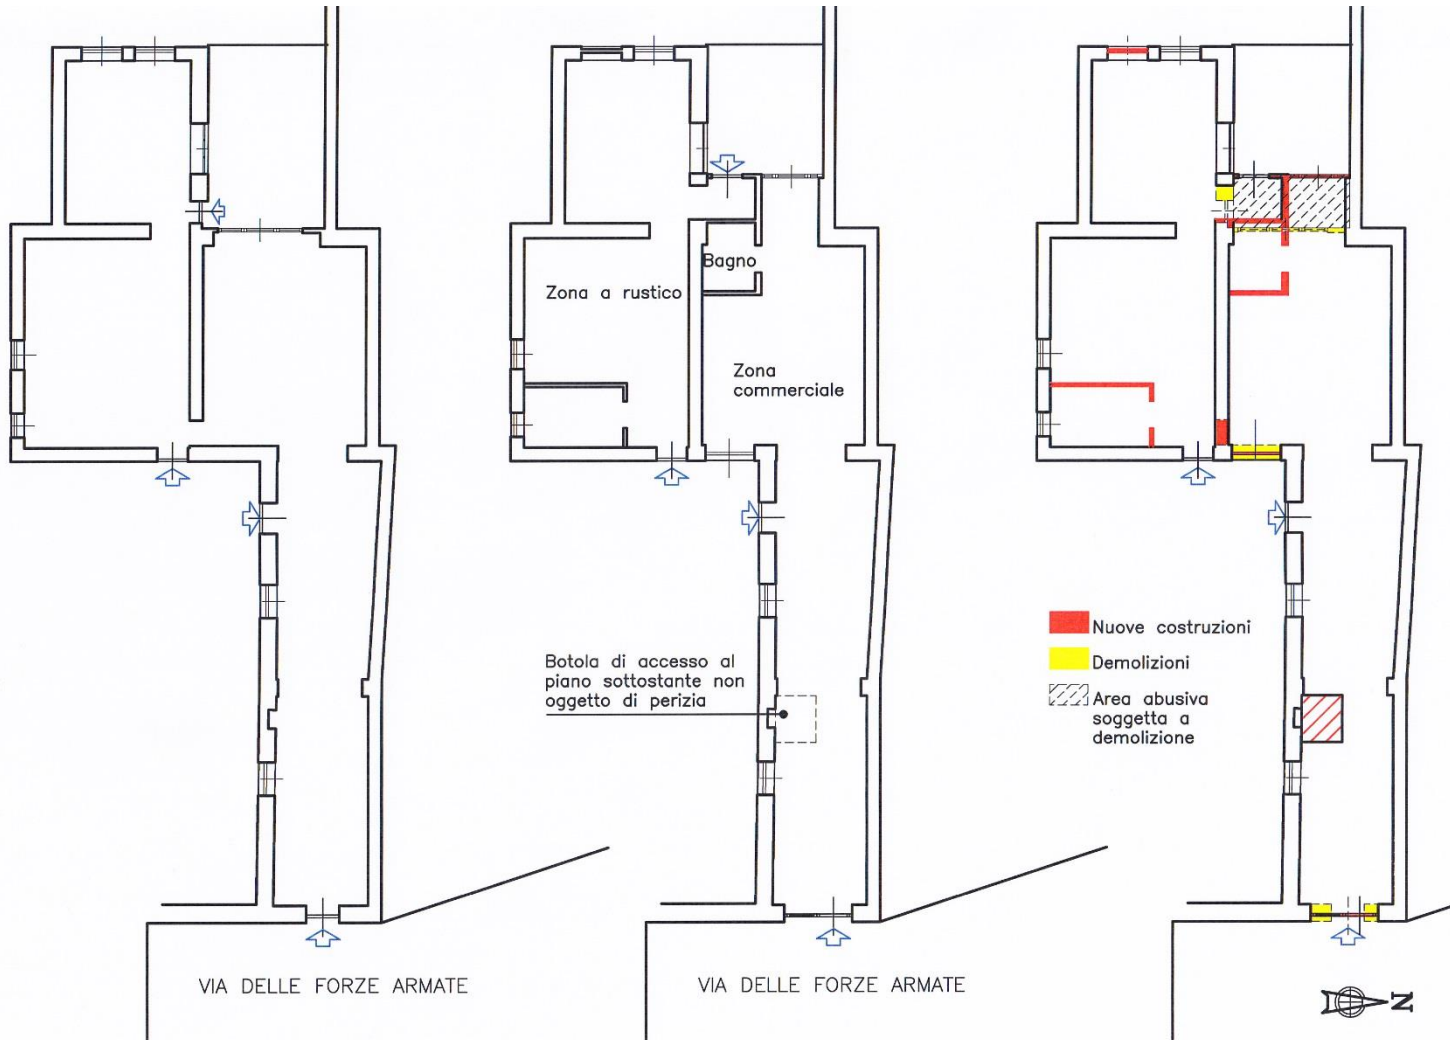 Bagno
Zona a rustico
Zona
commerciale
Botola di accesso al
piano sottostante non
oggetto di perizia
Nuove costruzioni
Demolizioni
Area abusiva
soggetta a
demolizione
VIA DELLE FORZE ARMATE
VIA DELLE FORZE ARMATE
N